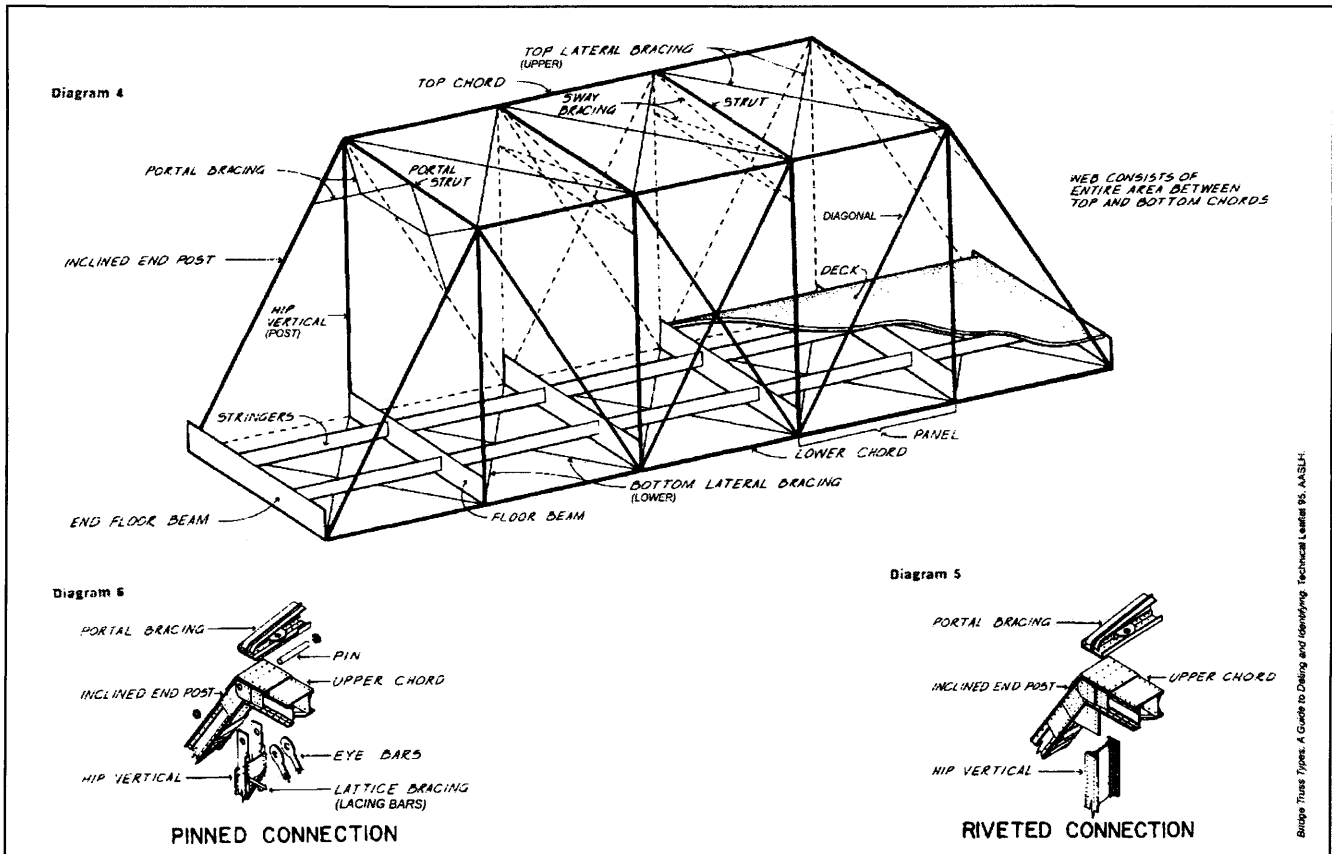 Diagram 4
TOP LATERAL BRACING
(UPPER)
TOP CHORD
SWAY
BRACING
STRUT
PORTAL BRACING
PORTAL
STRUT
WEB CONSISTS OF
ENTIRE AREA BETWEEN
TOP AND BOTTOM CHORDS
DIAGONAL
INCLINED END POST
DECK
HIP
VERTICAL
(POST)
STRINGERS
PANEL
LOWER CHORD
BOTTOM LATERAL BRACING
(LOWER)
FLOOR BEAM
END FLOOR BEAM
Diagram 6
PORTAL BRACING
PIN
UPPER CHORD
INCLINED END POST
EYE BARS
HIP VERTICAL
LATTICE BRACING
(LACING BARS)
PINNED CONNECTION
Diagram 5
PORTAL BRACING
UPPER CHORD
INCLINED END POST
HIP VERTICAL
RIVETED CONNECTION
Bridge Truss Types: A Guide to Dating and Identifying. Technical Leaflet 95. AASLH.